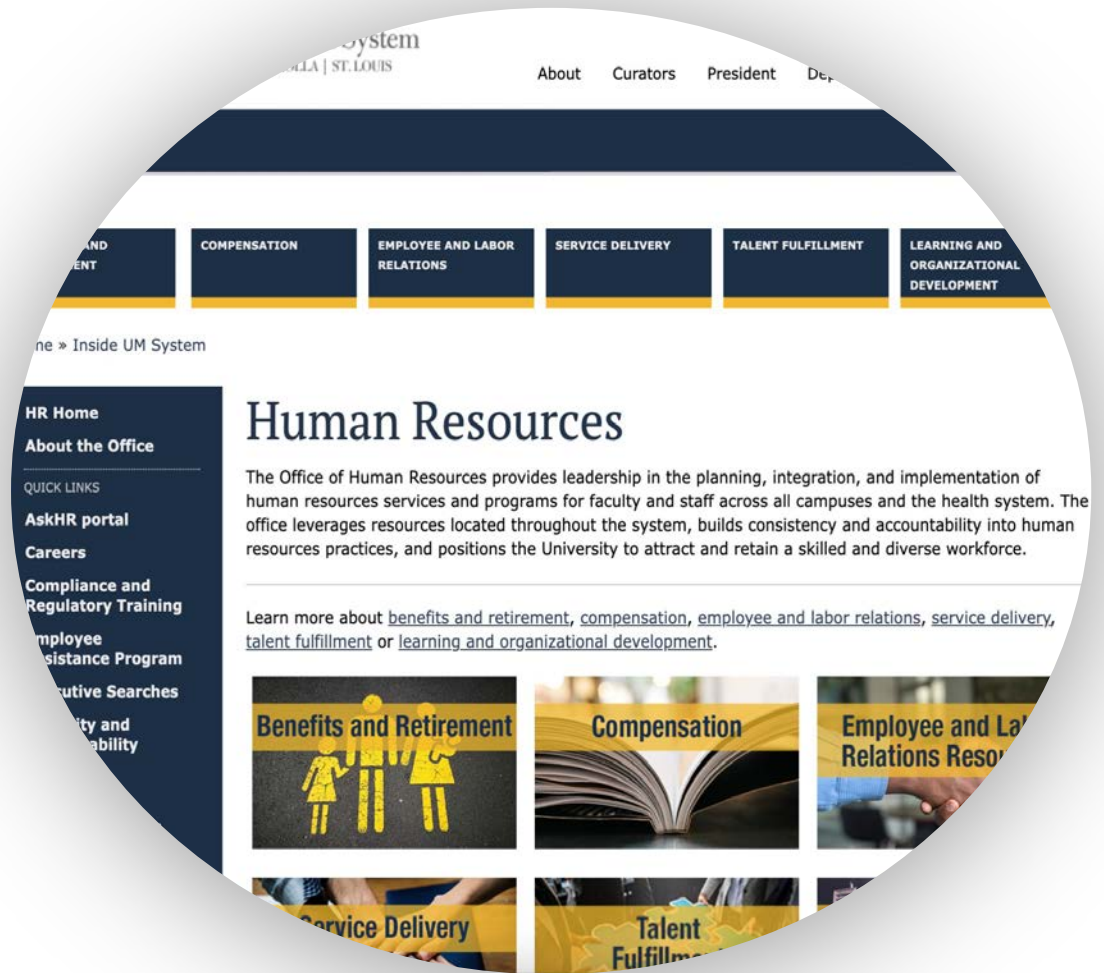 System
ST. LOUIS
About Curators President
COMPENSATION
EMPLOYEE AND LABOR
RELATIONS
SERVICE DELIVERY
TALENT FULFILLMENT
LEARNING AND
ORGANIZATIONAL
DEVELOPMENT
» Inside UM System
HR Home
About the Office
QUICK LINKS
AskHR portal
Careers
Compliance and
Regulatory Training
Employee
Assistance Program
Searches
and
Human Resources
The Office of Human Resources provides leadership in the planning, integration, and implementation of
human resources services and programs for faculty and staff across all campuses and the health system. The
office leverages resources located throughout the system, builds consistency and accountability into human
resources practices, and positions the University to attract and retain a skilled and diverse workforce.
Learn more about benefits and retirement, compensation, employee and labor relations, service delivery,
talent fulfillment or learning and organizational development.
Benefits and Retirement
Compensation
Employee and
Relations
Service Delivery
Talent